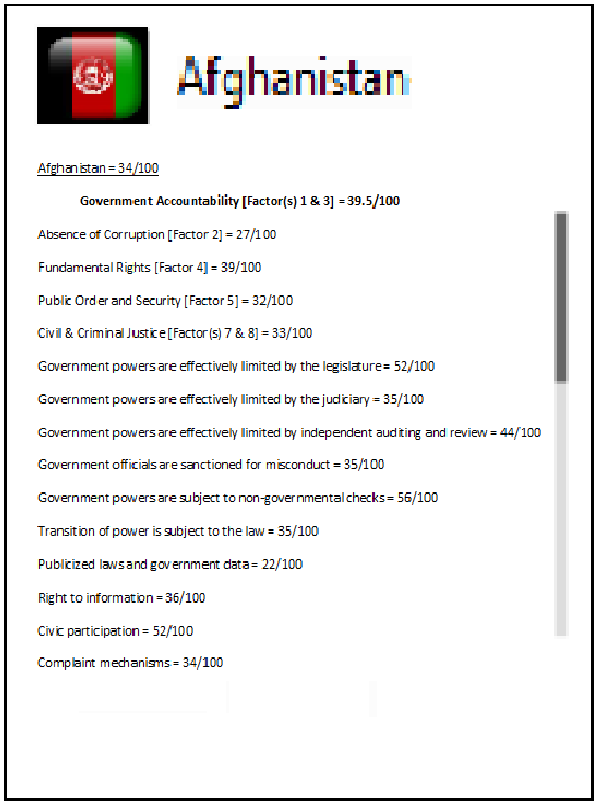 Afghanistan
Afghanistan = 34/100
Government Accountability [Factor(s) 1 & 3] = 39.5/100
Absence of Corruption [Factor 2] = 27/100
Fundamental Rights [Factor 4] = 39/100
Public Order and Security [Factor 5] = 32/100
Civil & Criminal Justice [Factor(s) 7 & 8] = 33/100
Government powers are effectively limited by the legislature = 52/100
Government powers are effectively limited by the judiciary = 35/100
Government powers are effectively limited by independent auditing and review = 44/100
Government officials are sanctioned for misconduct = 35/100
Government powers are subject to non-governmental checks = 56/100
Transition of power is subject to the law = 35/100
Publicized laws and government data = 22/100
Right to information = 36/100
Civic participation = 52/100
Complaint mechanisms = 34/100